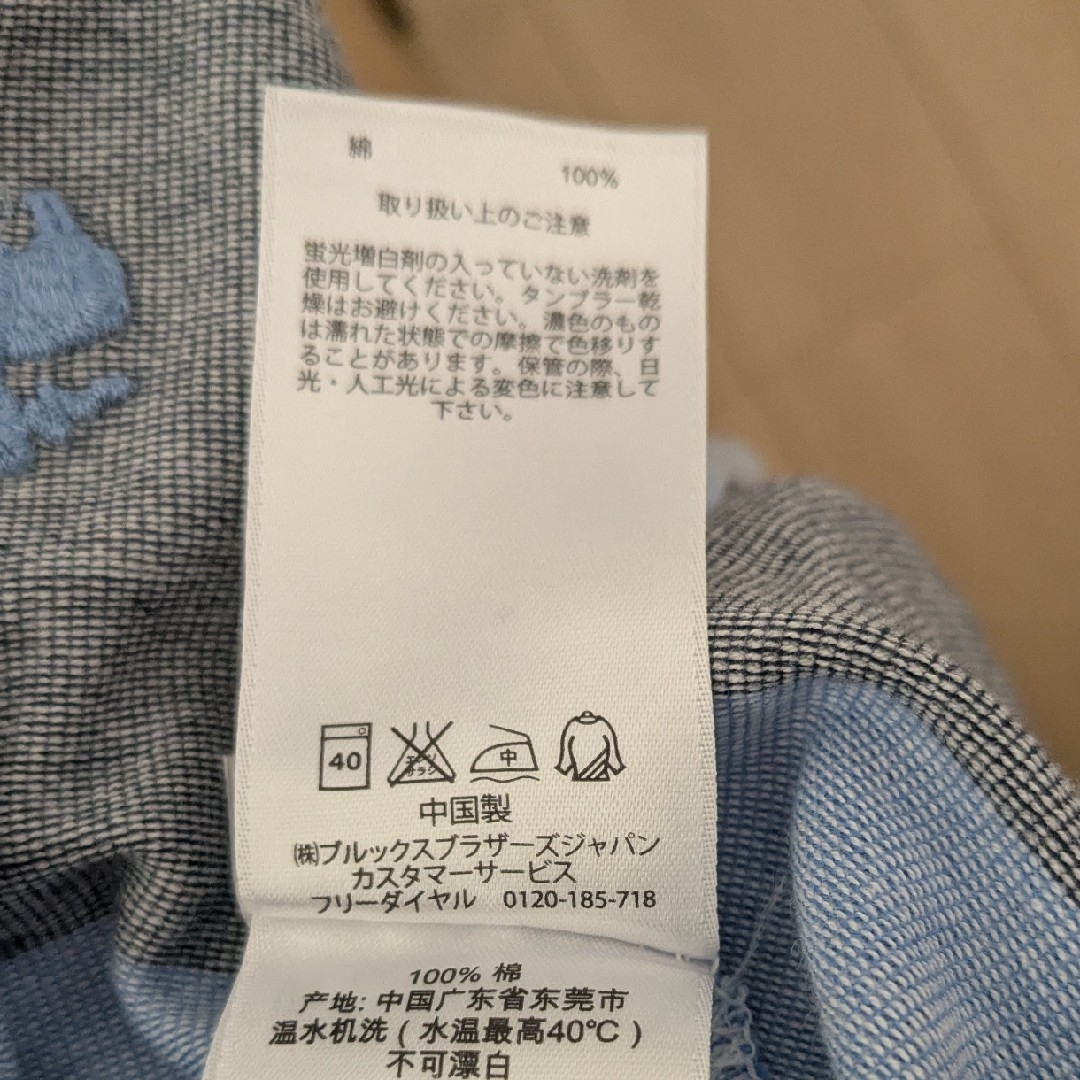 綿
100%
取り扱い上のご注意
蛍光増白剤の入っていない洗剤を
使用してください。タンブラー乾
燥はお避けください。濃色のもの
は濡れた状態での摩擦で色移りす
ることがあります。保管の際、日
光・人工光による変色に注意して
下さい。
40
エンソサラシ
中
中国製
㈱ブルックスブラザーズジャパン
カスタマーサービス
フリーダイヤル 0120-185-718
100% 棉
产地: 中国广东省东莞市
温水机洗 ( 水温最高40℃ )
不可漂白